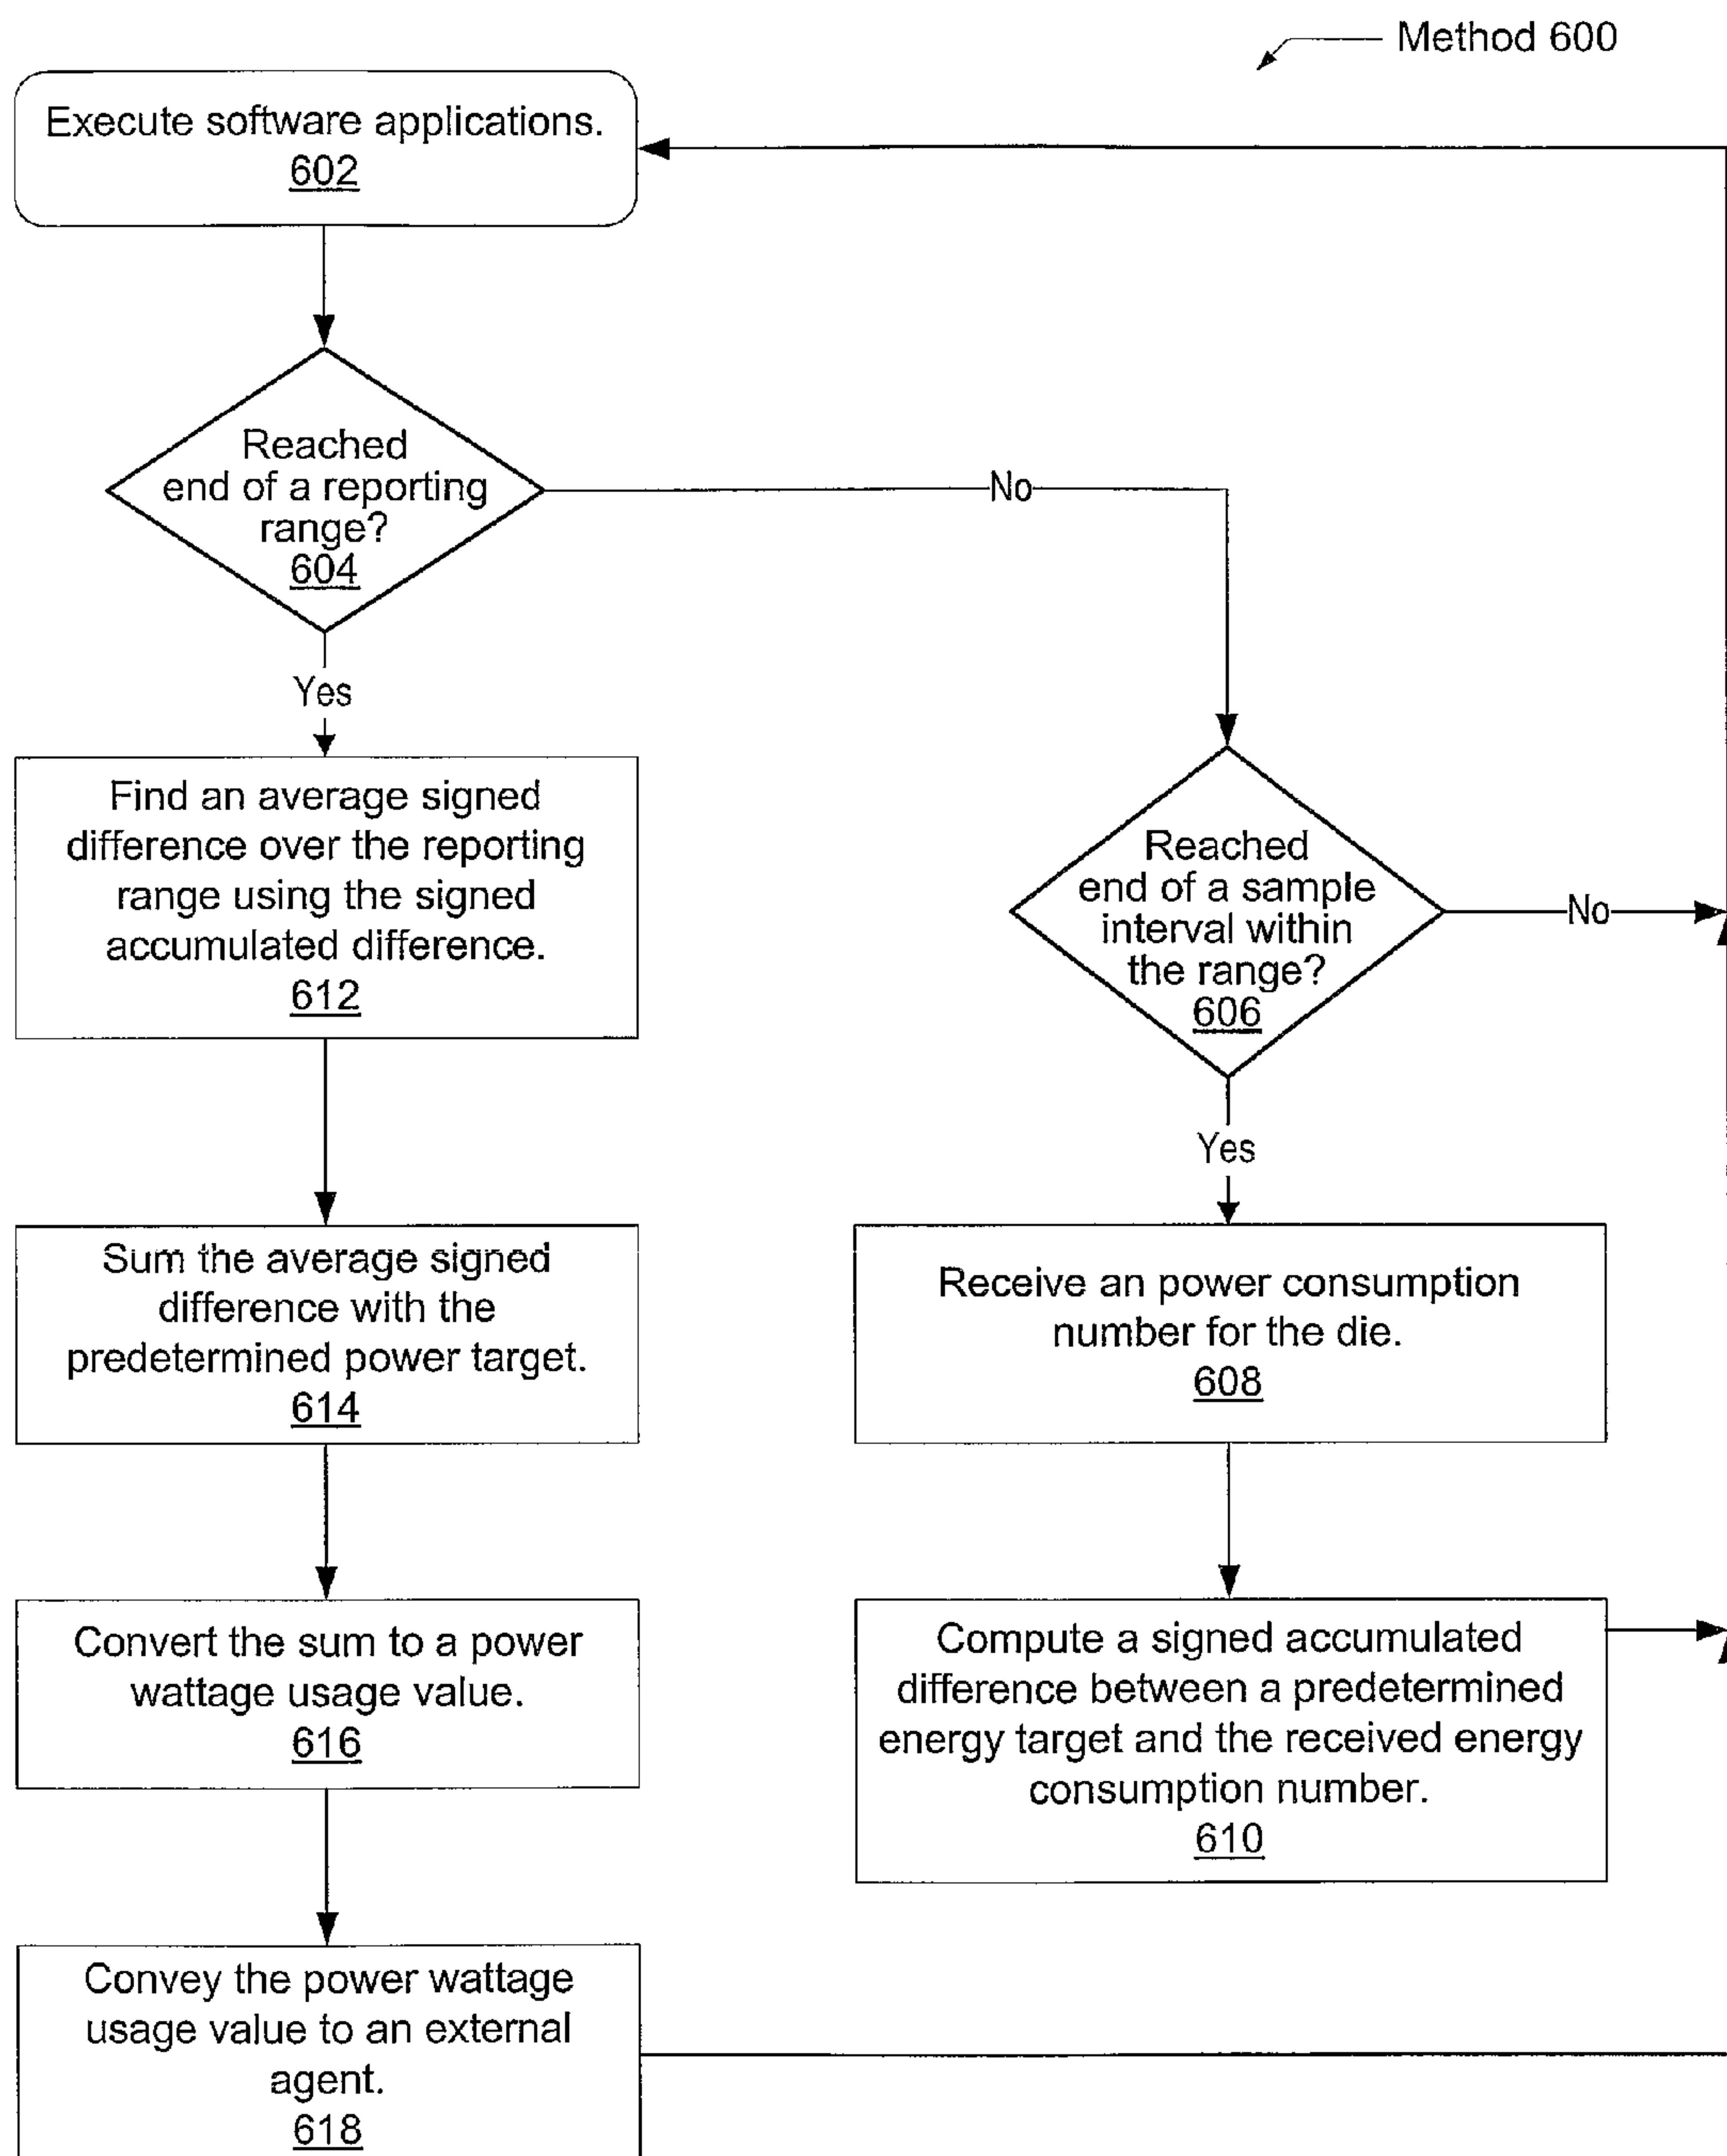 Method 600
Execute software applications.
602
Reached
end of a reporting
range?
604
No
Yes
Find an average signed
difference over the reporting
range using the signed
accumulated difference.
612
Reached
end of a sample
interval within
the range?
606
No
Yes
Sum the average signed
difference with the
predetermined power target.
614
Receive an power consumption
number for the die.
608
Convert the sum to a power
wattage usage value.
616
Compute a signed accumulated
difference between a predetermined
energy target and the received energy
consumption number.
610
Convey the power wattage
usage value to an external
agent.
618